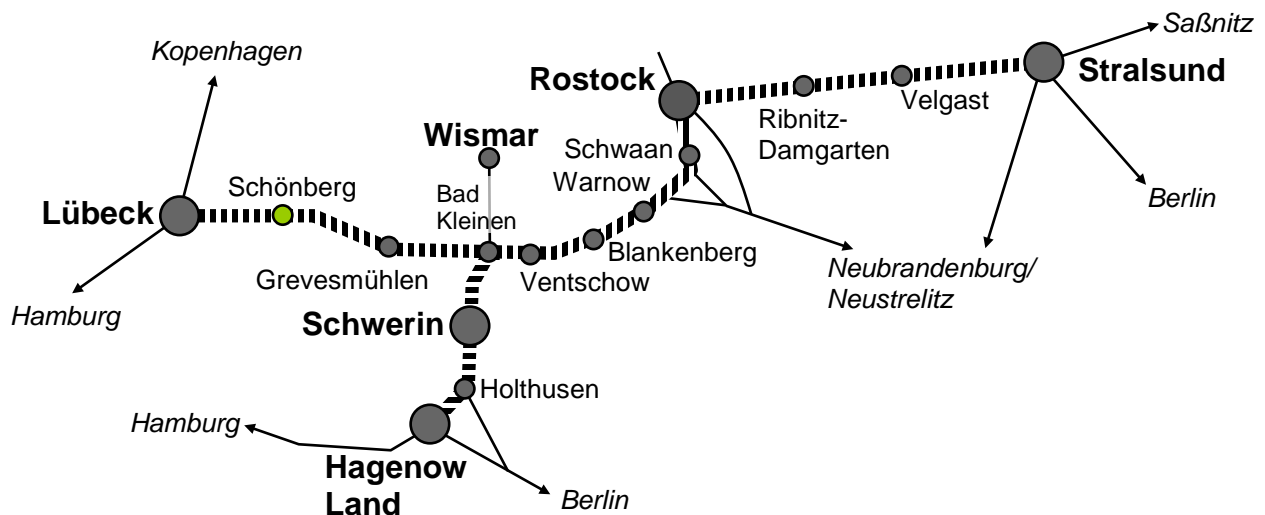 Saßnitz
Kopenhagen
Rostock
Stralsund
Velgast
Ribnitz-
Damgarten
Wismar
Schwaan
Warnow
Schönberg
Bad
Kleinen
Lübeck
Berlin
Blankenberg
Grevesmühlen
Ventschow
Neubrandenburg/
Neustrelitz
Hamburg
Schwerin
Holthusen
Hamburg
Hagenow
Land
Berlin